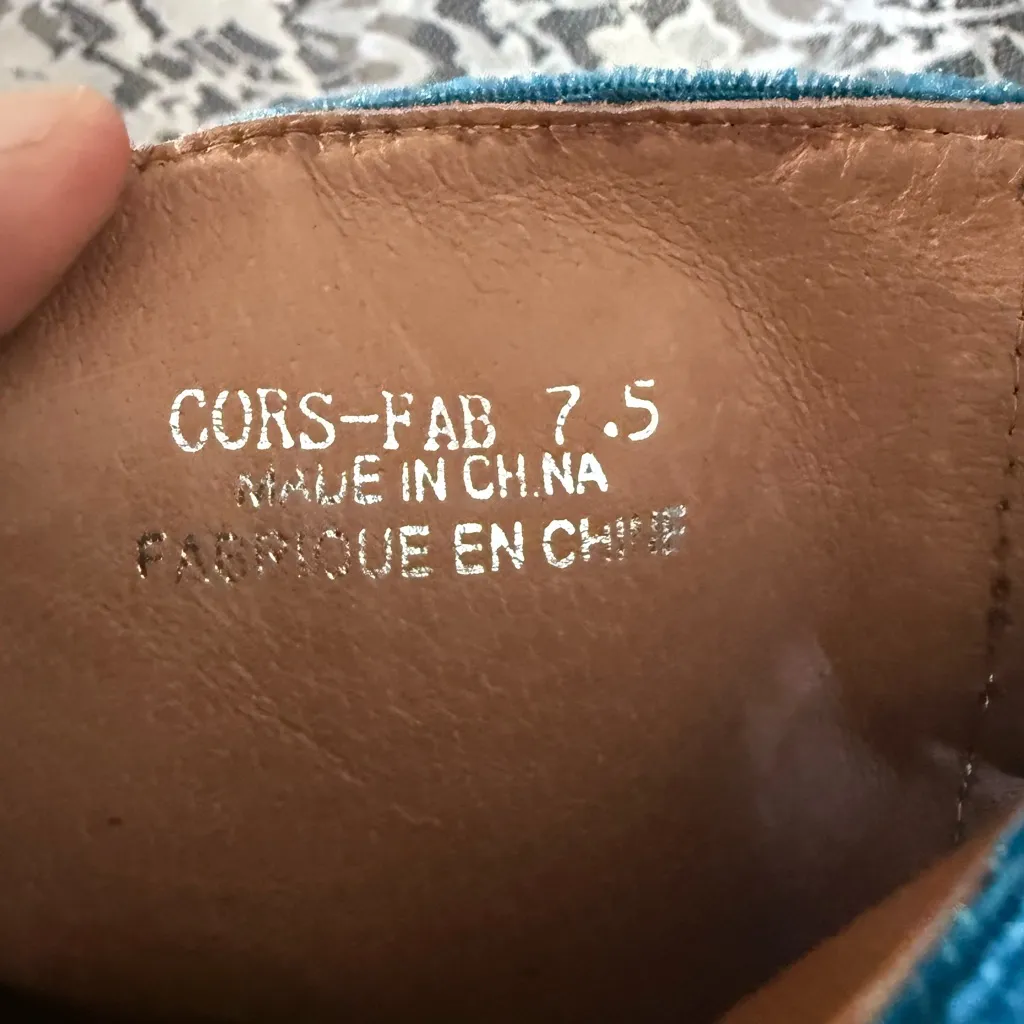 CORS-FAB 7.5
MADE IN CHINA
FABRIQUE EN CHINE